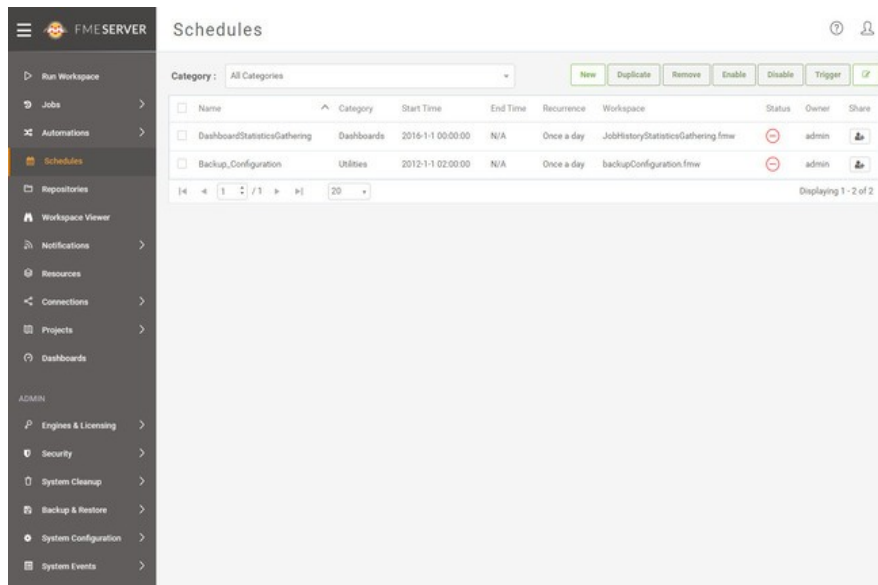 FMESERVER
Schedules
Run Workspace
Jobs
Automations
Schedules
Repositories
Workspace Viewer
Notifications
Resources
Connections
Projects
Dashboards
ADMIN
Engines & Licensing
Security
System Cleanup
Backup & Restore
System Configuration
System Events
Category : All Categories
New Duplicate Remove Enable Disable Trigger
Name Category Start Time End Time Recurrence Workspace Status Owner Share
DashboardStatisticsGathering Dashboards 2016-1-1 00:00:00 N/A Once a day JobHistoryStatisticsGathering.fmw admin
Backup_Configuration Utilities 2012-1-1 02:00:00 N/A Once a day backupConfiguration.fmw admin
1 / 1 20 Displaying 1 - 2 of 2